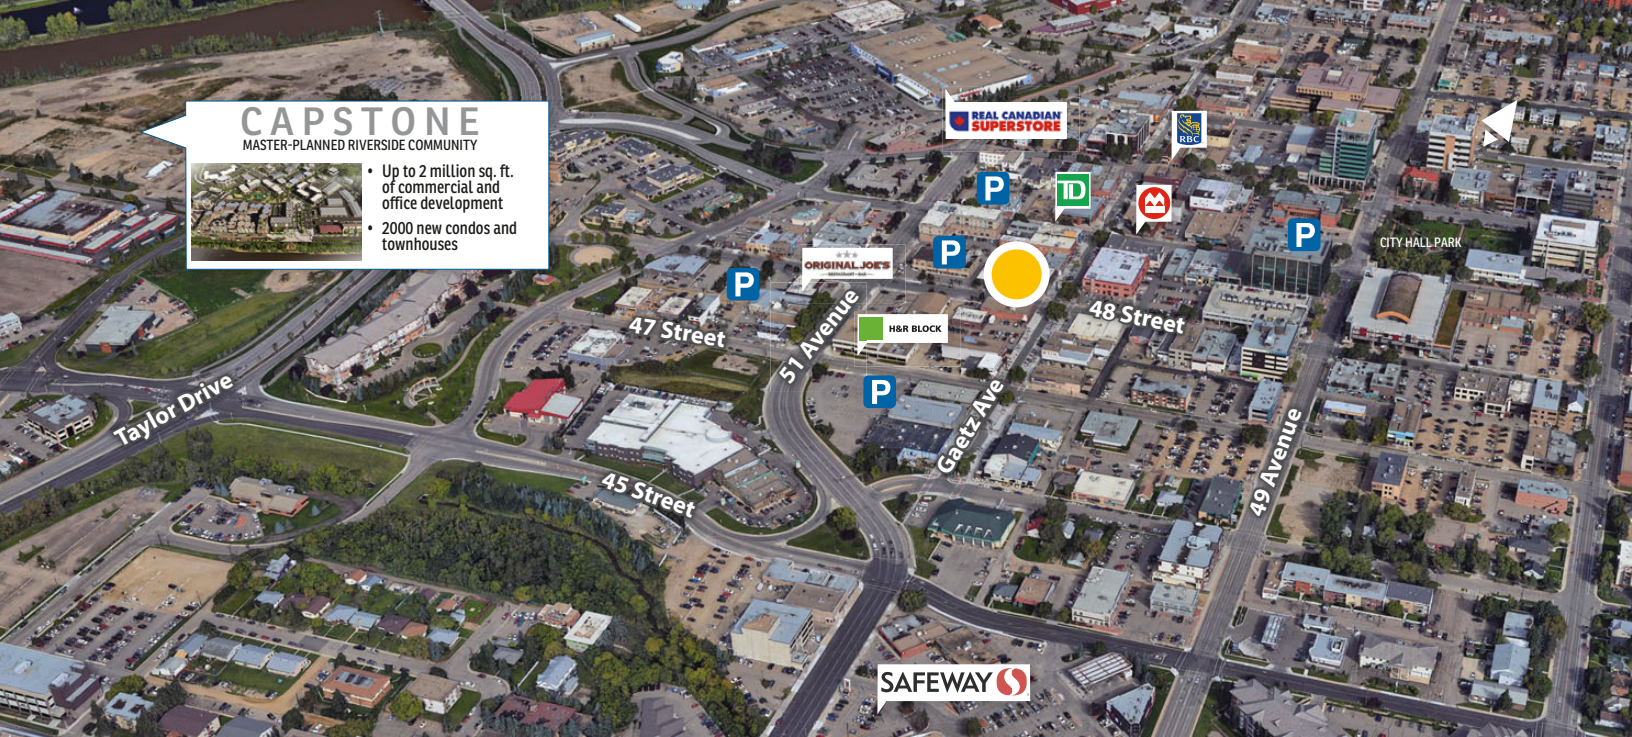 CAPSTONE
MASTER-PLANNED RIVERSIDE COMMUNITY
• Up to 2 million sq. ft.
of commercial and
office development
• 2000 new condos and
townhouses
REAL CANADIAN
SUPERSTORE
RBC
P
TD
P
P
CITY HALL PARK
ORIGINAL JOE'S
RESTAURANT • BAR
P
48 Street
47 Street
51 Avenue
H&R BLOCK
P
Taylor Drive
Gaetz Ave
49 Avenue
45 Street
SAFEWAY